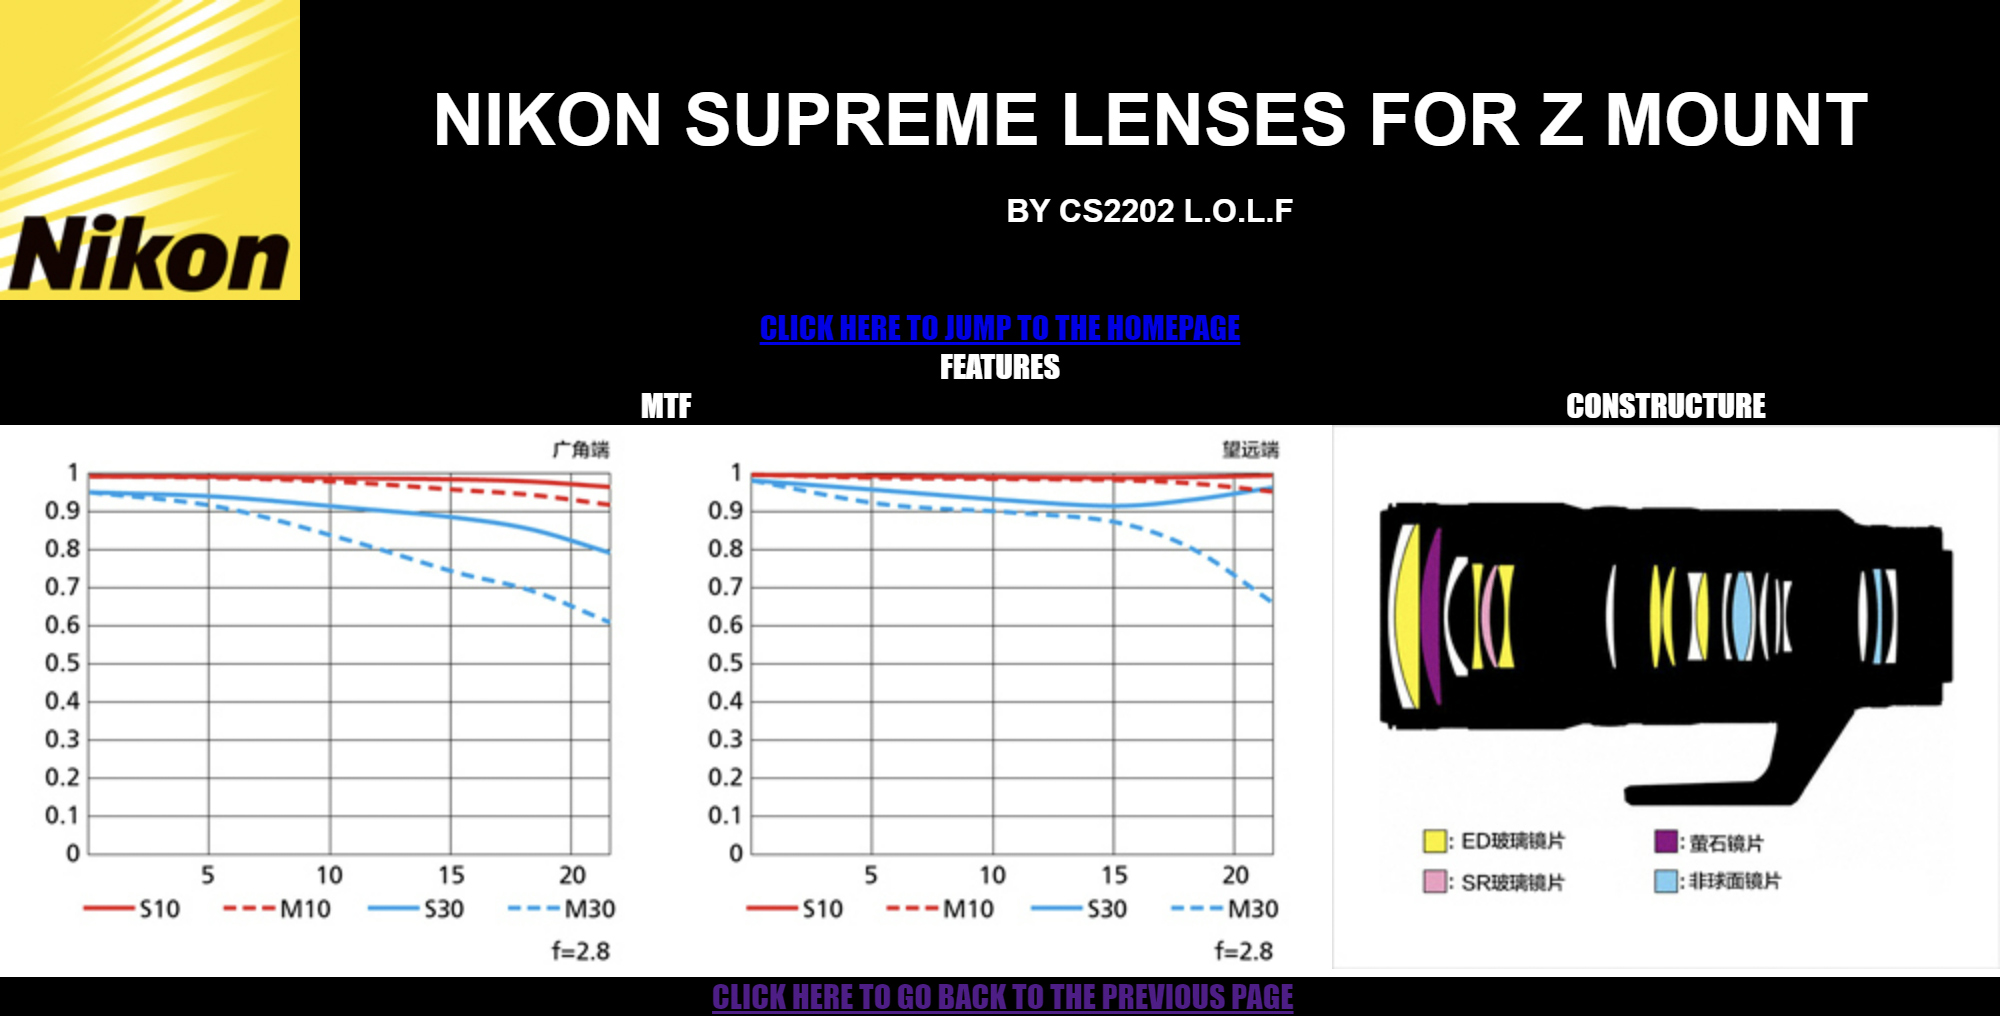 Nikon
NIKON SUPREME LENSES FOR Z MOUNT
BY CS2202 L.O.L.F
CLICK HERE TO JUMP TO THE HOMEPAGE
FEATURES
MTF
CONSTRUCTURE
广角端
1
0.9
0.8
0.7
0.6
0.5
0.4
0.3
0.2
0.1
0
5 10 15 20
S10 M10 S30 M30
f=2.8
望远端
1
0.9
0.8
0.7
0.6
0.5
0.4
0.3
0.2
0.1
0
5 10 15 20
S10 M10 S30 M30
f=2.8
: ED玻璃镜片 : 萤石镜片
: SR玻璃镜片 : 非球面镜片
CLICK HERE TO GO BACK TO THE PREVIOUS PAGE